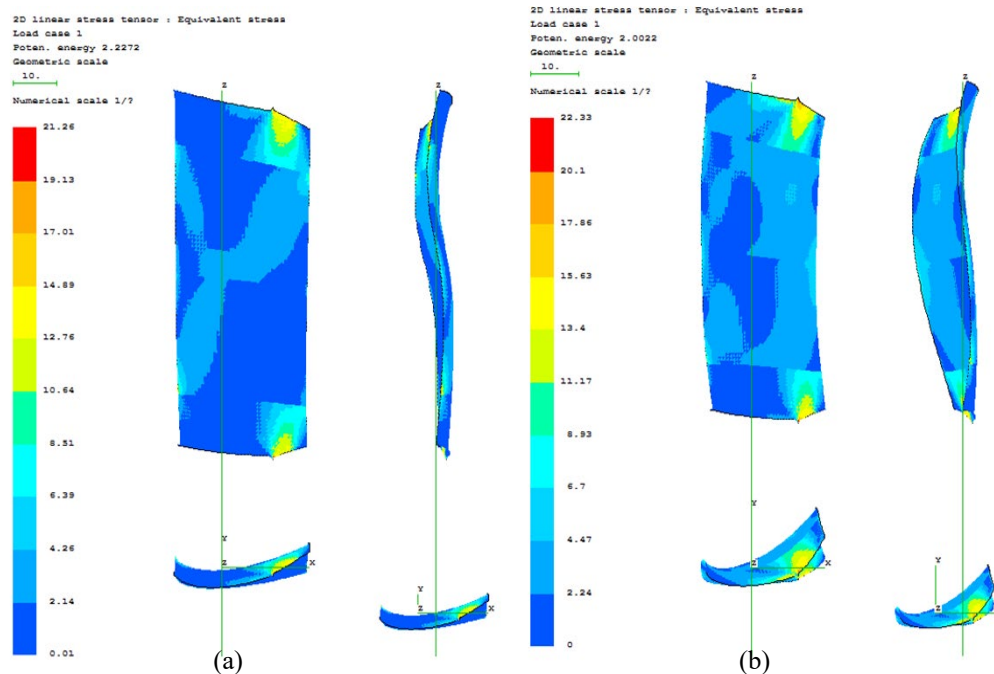 2D linear stress tensor : Equivalent stress
Load case 1
Poten. energy 2.2272
Geometric scale
10.
Numerical scale 1/?
21.26
19.13
17.01
14.89
12.76
10.64
8.51
6.39
4.26
2.14
0.01
z
z
Y
z
X
Y
z
X
(a)
2D linear stress tensor : Equivalent stress
Load case 1
Poten. energy 2.0022
Geometric scale
10.
Numerical scale 1/?
22.33
20.1
17.86
15.63
13.4
11.17
8.93
6.7
4.47
2.24
0
z
z
Y
z
X
Y
z
X
(b)